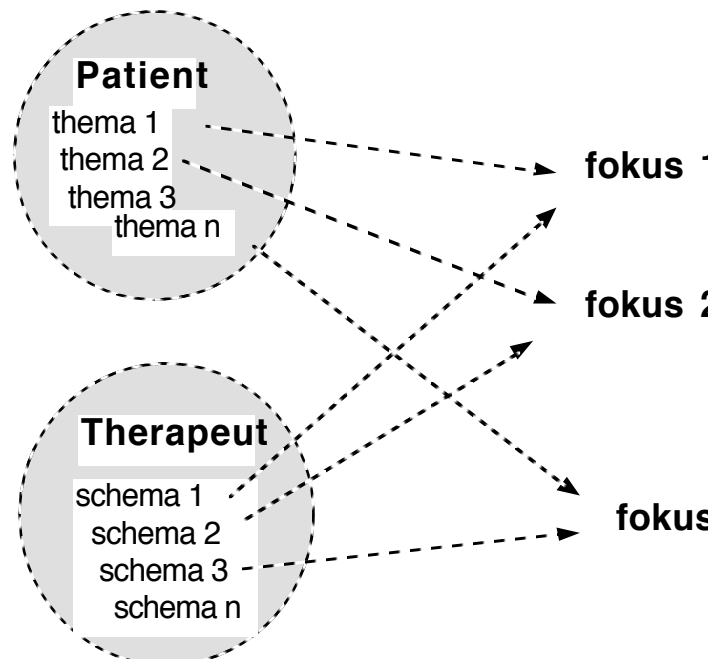 Patient
thema 1
thema 2
thema 3
thema n
fokus 1
fokus 2
Therapeut
schema 1
schema 2
schema 3
schema n
fokus